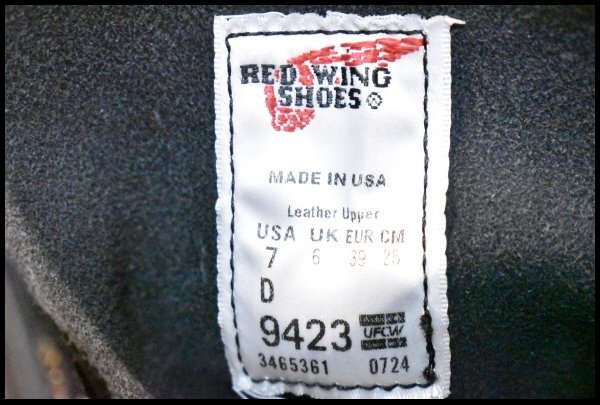 RED WING
SHOES®
MADE IN USA
Leather Upper
USA UK EUR CM
7 6 39 25
D
9423 UFCW
3465361 0724